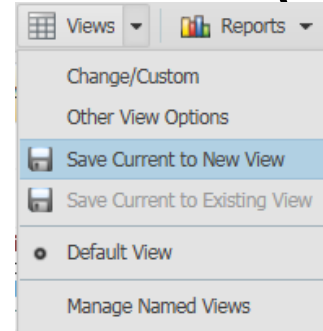 Views Reports
Change/Custom
Other View Options
Save Current to New View
Save Current to Existing View
Default View
Manage Named Views